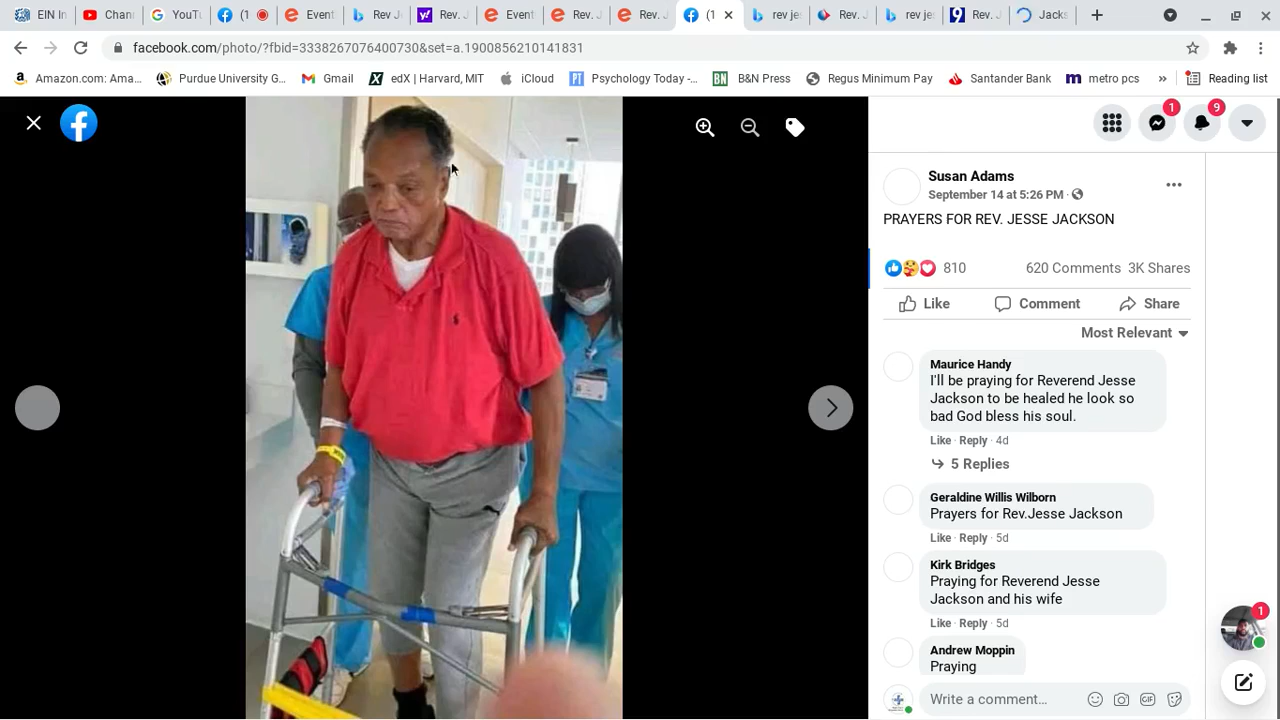 EIN In
Chann
YouTu
(1
Event
Rev J
Rev. J
Event
Rev. J
Rev. J
(1
rev je
Rev. J
rev je
Rev. J
Jacks
facebook.com/photo/?fbid=3338267076400730&set=a.1900856210141831
Amazon.com: Ama...
Purdue University G...
Gmail
edX | Harvard, MIT
iCloud
Psychology Today -...
BN
B&N Press
Regus Minimum Pay
Santander Bank
metro pcs
»
Reading list
1
9
Susan Adams
September 14 at 5:26 PM ·
PRAYERS FOR REV. JESSE JACKSON
810
620 Comments 3K Shares
Like
Comment
Share
Most Relevant
Maurice Handy
I'll be praying for Reverend Jesse
Jackson to be healed he look so
bad God bless his soul.
Like · Reply · 4d
5 Replies
Geraldine Willis Wilborn
Prayers for Rev.Jesse Jackson
Like · Reply · 5d
Kirk Bridges
Praying for Reverend Jesse
Jackson and his wife
Like · Reply · 5d
1
Andrew Moppin
Praying
Write a comment...
GIF